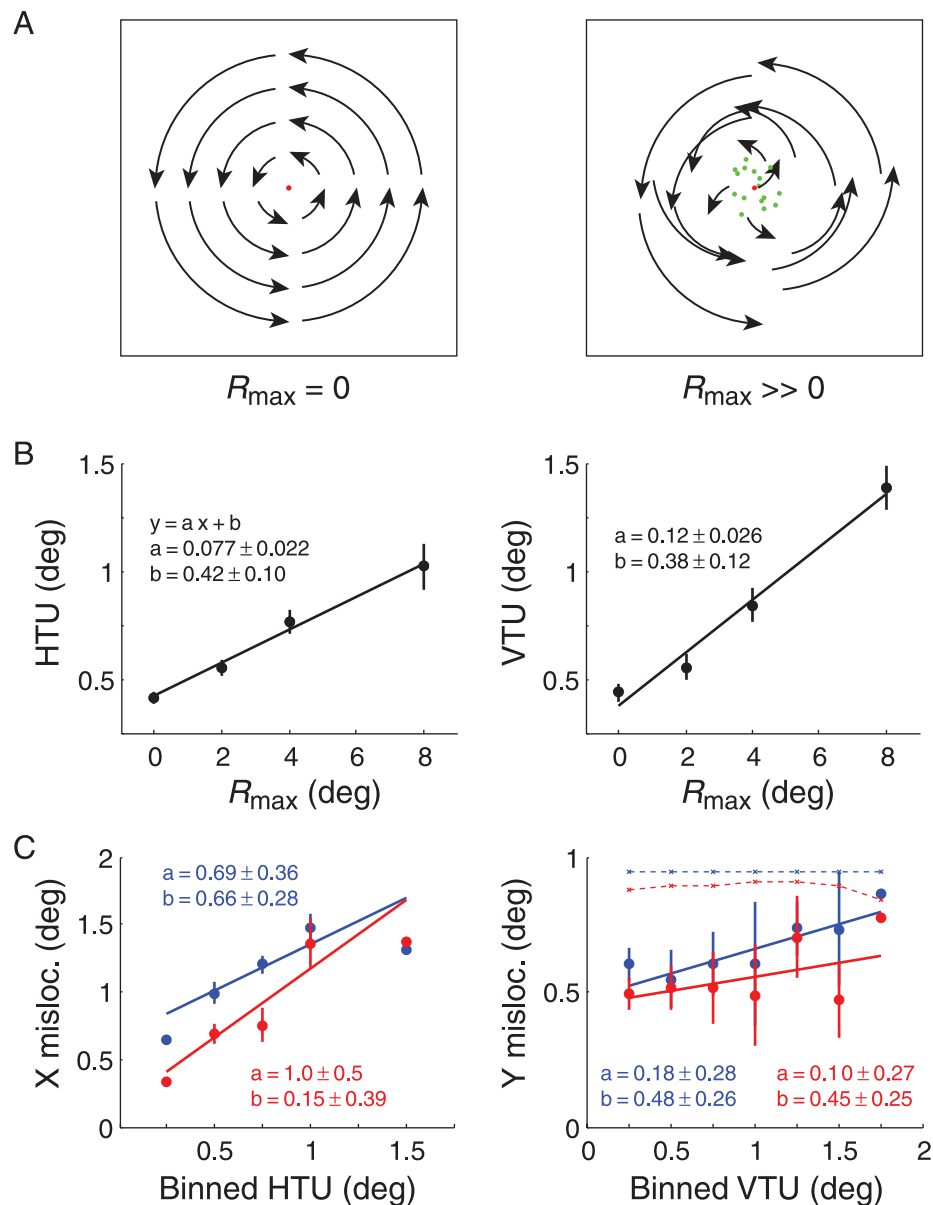 A
R_max = 0
R_max >> 0
B
HTU (deg)
1.5
1
0.5
y = a x + b
a = 0.077 ± 0.022
b = 0.42 ± 0.10
0 2 4 6 8
R_max (deg)
VTU (deg)
1.5
1
0.5
a = 0.12 ± 0.026
b = 0.38 ± 0.12
0 2 4 6 8
R_max (deg)
C
X misloc. (deg)
2
1.5
1
0.5
0
a = 0.69 ± 0.36
b = 0.66 ± 0.28
a = 1.0 ± 0.5
b = 0.15 ± 0.39
0.5 1 1.5
Binned HTU (deg)
Y misloc. (deg)
1
0.5
0
a = 0.18 ± 0.28
b = 0.48 ± 0.26
a = 0.10 ± 0.27
b = 0.45 ± 0.25
0 0.5 1 1.5 2
Binned VTU (deg)